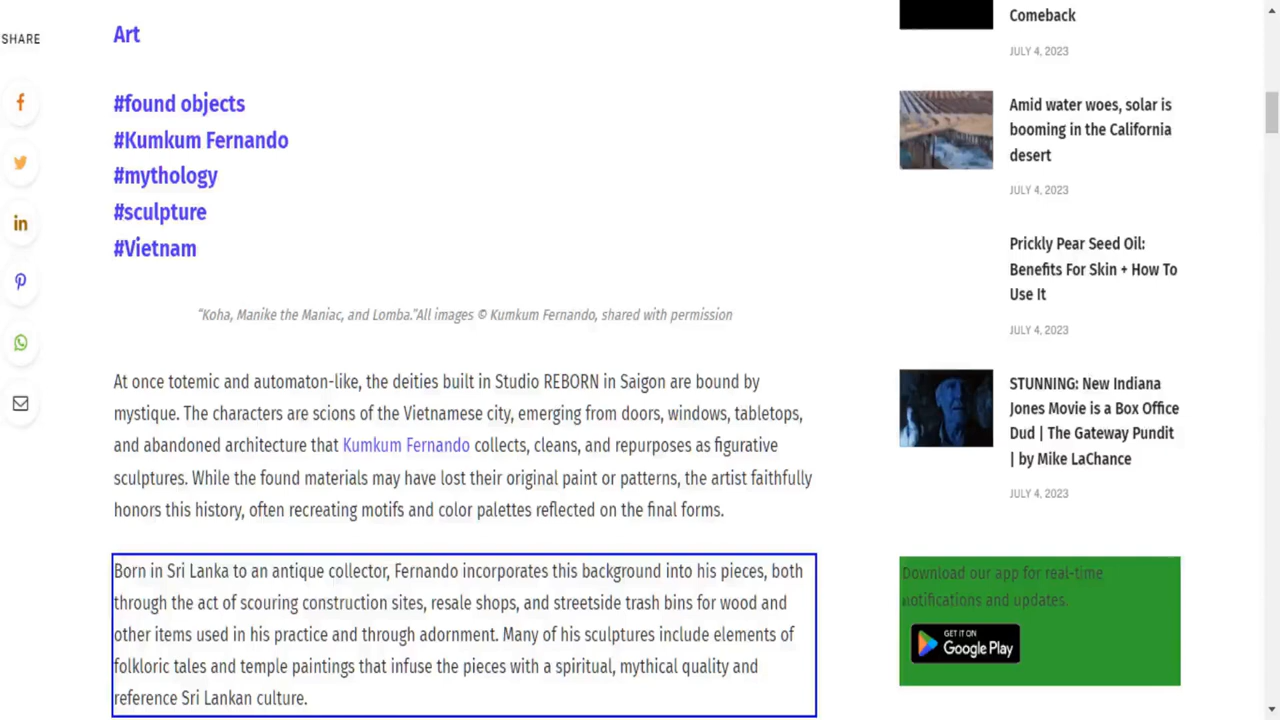 SHARE
Art
#found objects
#Kumkum Fernando
#mythology
#sculpture
#Vietnam
“Koha, Manike the Maniac, and Lomba.”All images © Kumkum Fernando, shared with permission
At once totemic and automaton-like, the deities built in Studio REBORN in Saigon are bound by
mystique. The characters are scions of the Vietnamese city, emerging from doors, windows, tabletops,
and abandoned architecture that Kumkum Fernando collects, cleans, and repurposes as figurative
sculptures. While the found materials may have lost their original paint or patterns, the artist faithfully
honors this history, often recreating motifs and color palettes reflected on the final forms.
Born in Sri Lanka to an antique collector, Fernando incorporates this background into his pieces, both
through the act of scouring construction sites, resale shops, and streetside trash bins for wood and
other items used in his practice and through adornment. Many of his sculptures include elements of
folkloric tales and temple paintings that infuse the pieces with a spiritual, mythical quality and
reference Sri Lankan culture.
Comeback
JULY 4, 2023
Amid water woes, solar is
booming in the California
desert
JULY 4, 2023
Prickly Pear Seed Oil:
Benefits For Skin + How To
Use It
JULY 4, 2023
STUNNING: New Indiana
Jones Movie is a Box Office
Dud | The Gateway Pundit
| by Mike LaChance
JULY 4, 2023
Download our app for real-time
notifications and updates.
GET IT ON
Google Play